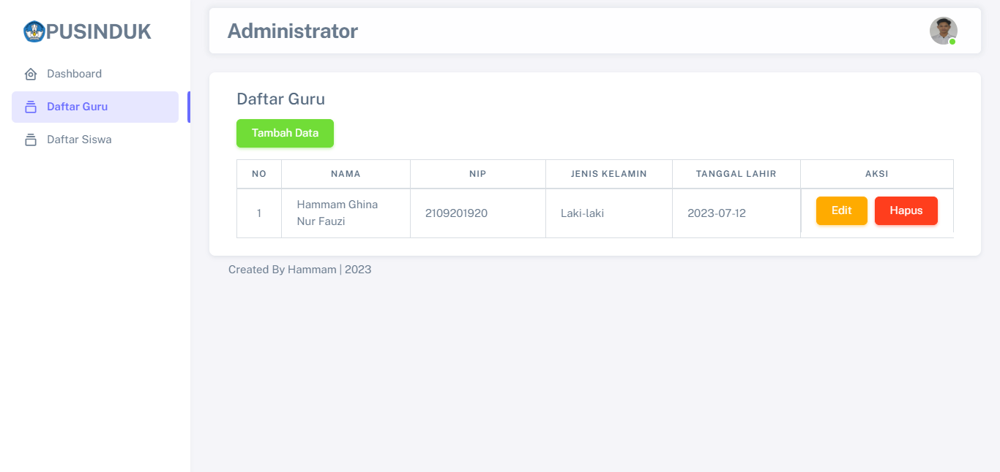 PUSINDUK
Dashboard
Daftar Guru
Daftar Siswa
Administrator
Daftar Guru
Tambah Data
NO NAMA NIP JENIS KELAMIN TANGGAL LAHIR AKSI
1 Hammam Ghina Nur Fauzi 2109201920 Laki-laki 2023-07-12 Edit Hapus
Created By Hammam | 2023